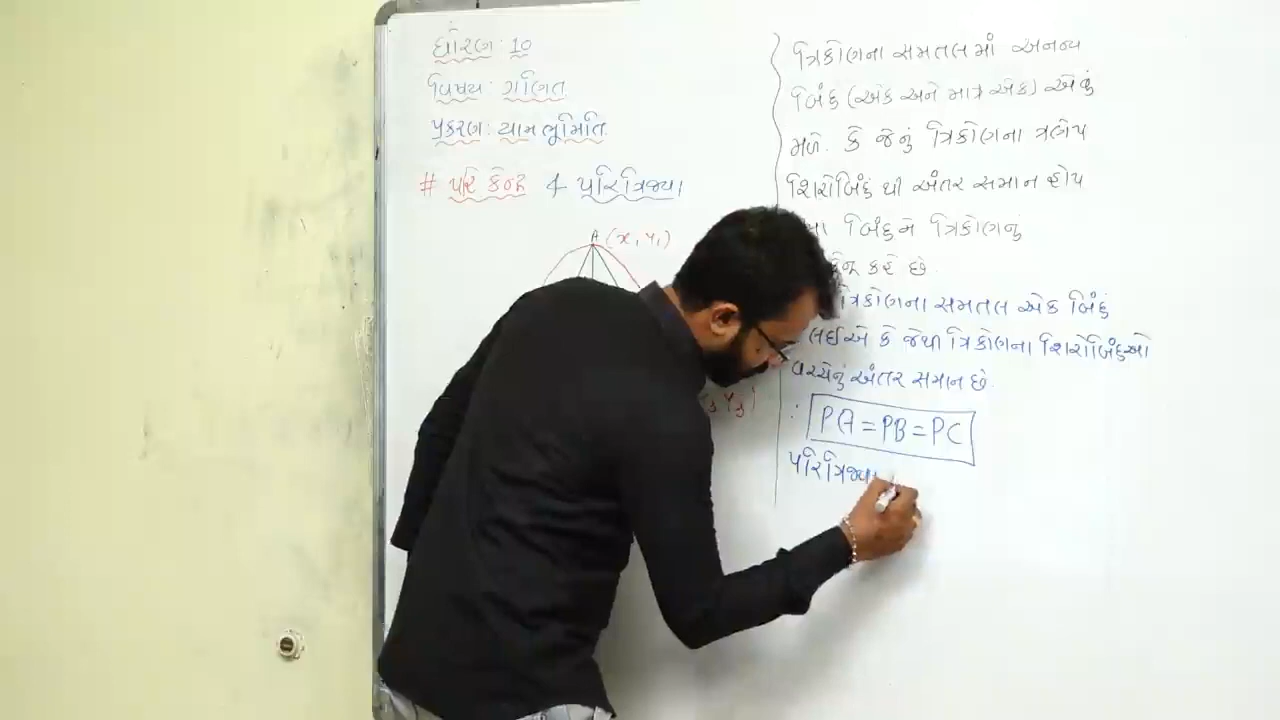 ધોરણ : 10
વિષય : ગણિત
પ્રકરણ : યામ ભૂમિતિ
# પરિ કેન્દ્ર & પરિત્રિજ્યા
A (x, y₁)
ત્રિકોણના સમતલમાં અનન્ય
બિંદુ (એક અને માત્ર એક) એવું
મળે. કે જેનું ત્રિકોણના ત્રણેય
શિરોબિંદુ થી અંતર સમાન હોય
બિંદુને ત્રિકોણનું
કહે છે.
ત્રિકોણના સમતલ એક બિંદુ
લઈએ કે જેથી ત્રિકોણના શિરોબિંદુઓ
વચ્ચેનું અંતર સમાન છે.
: PA = PB = PC
પરિત્રિજ્યા